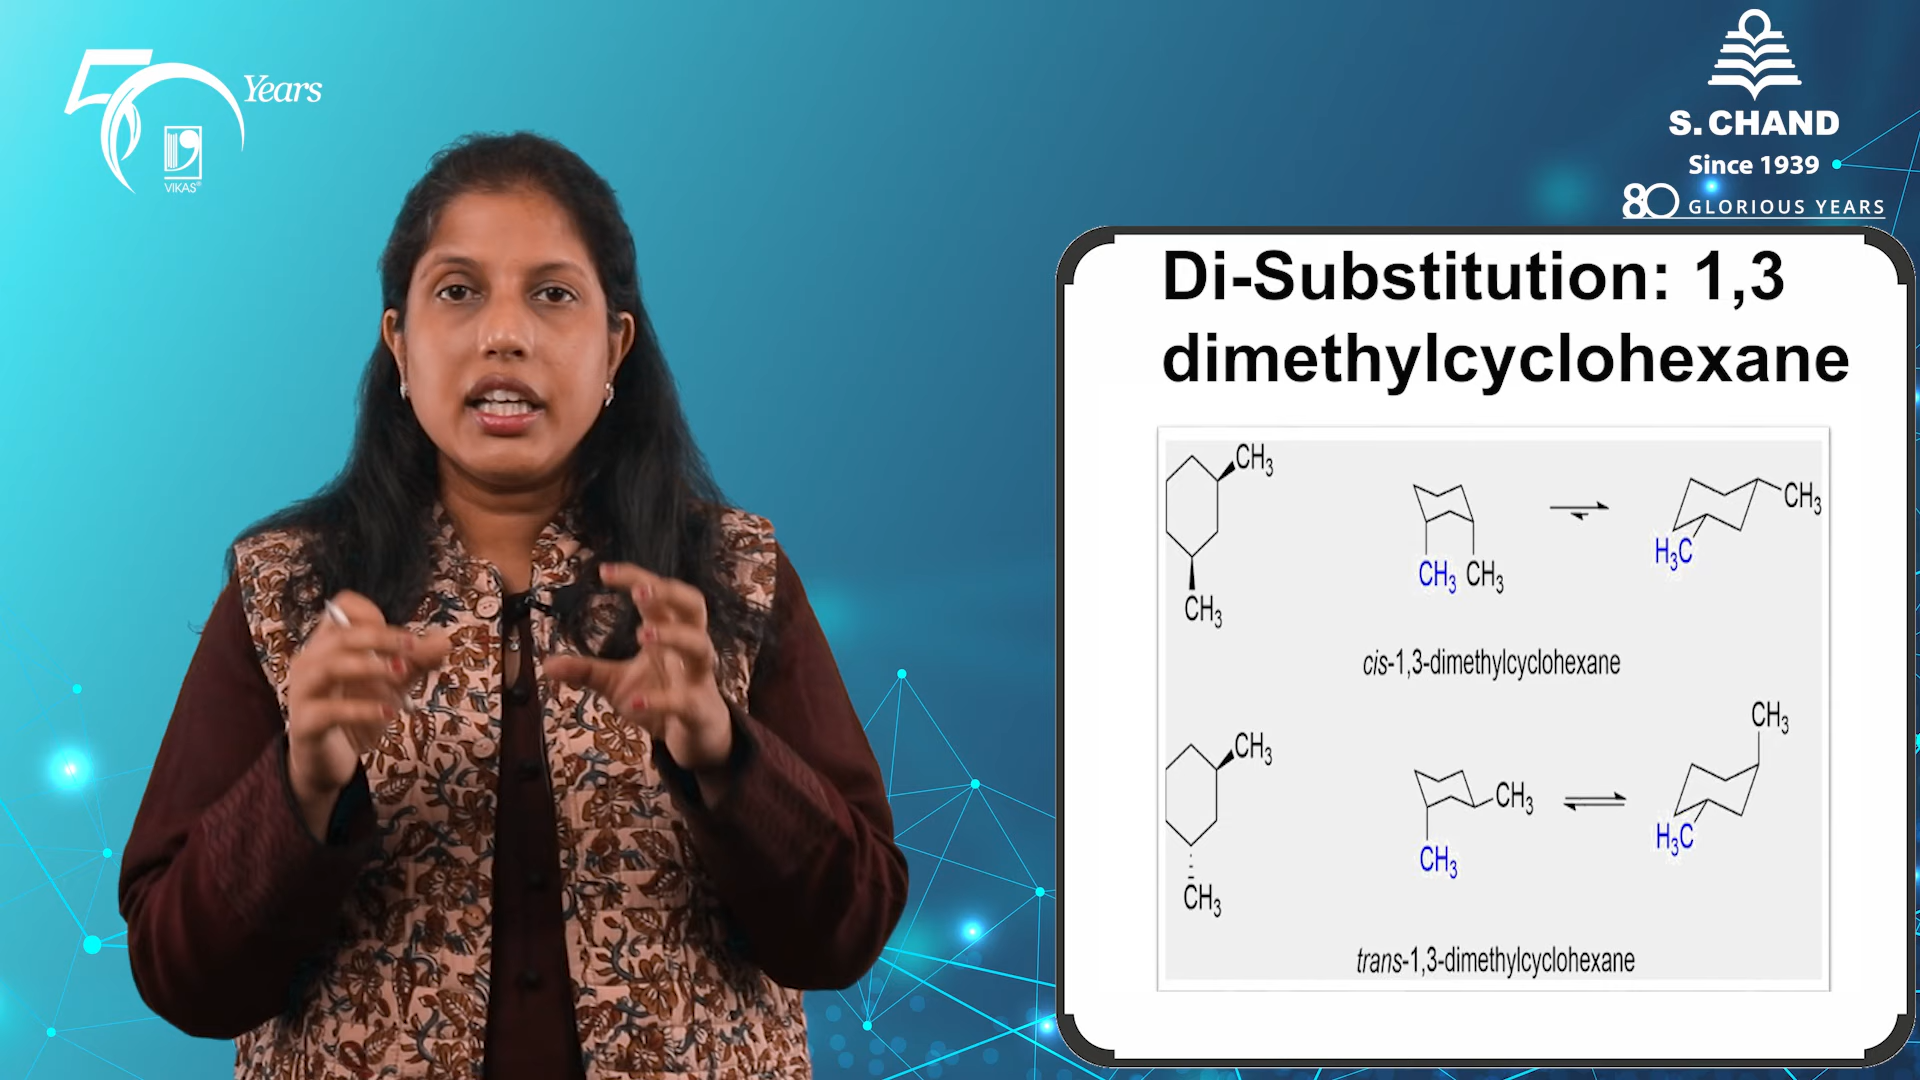 50 Years
VIKAS®
S. CHAND
Since 1939
80 GLORIOUS YEARS
Di-Substitution: 1,3
dimethylcyclohexane
CH₃
CH₃
CH₃ CH₃
CH₃
H₃C
cis-1,3-dimethylcyclohexane
CH₃
CH₃
CH₃
CH₃
CH₃
H₃C
trans-1,3-dimethylcyclohexane